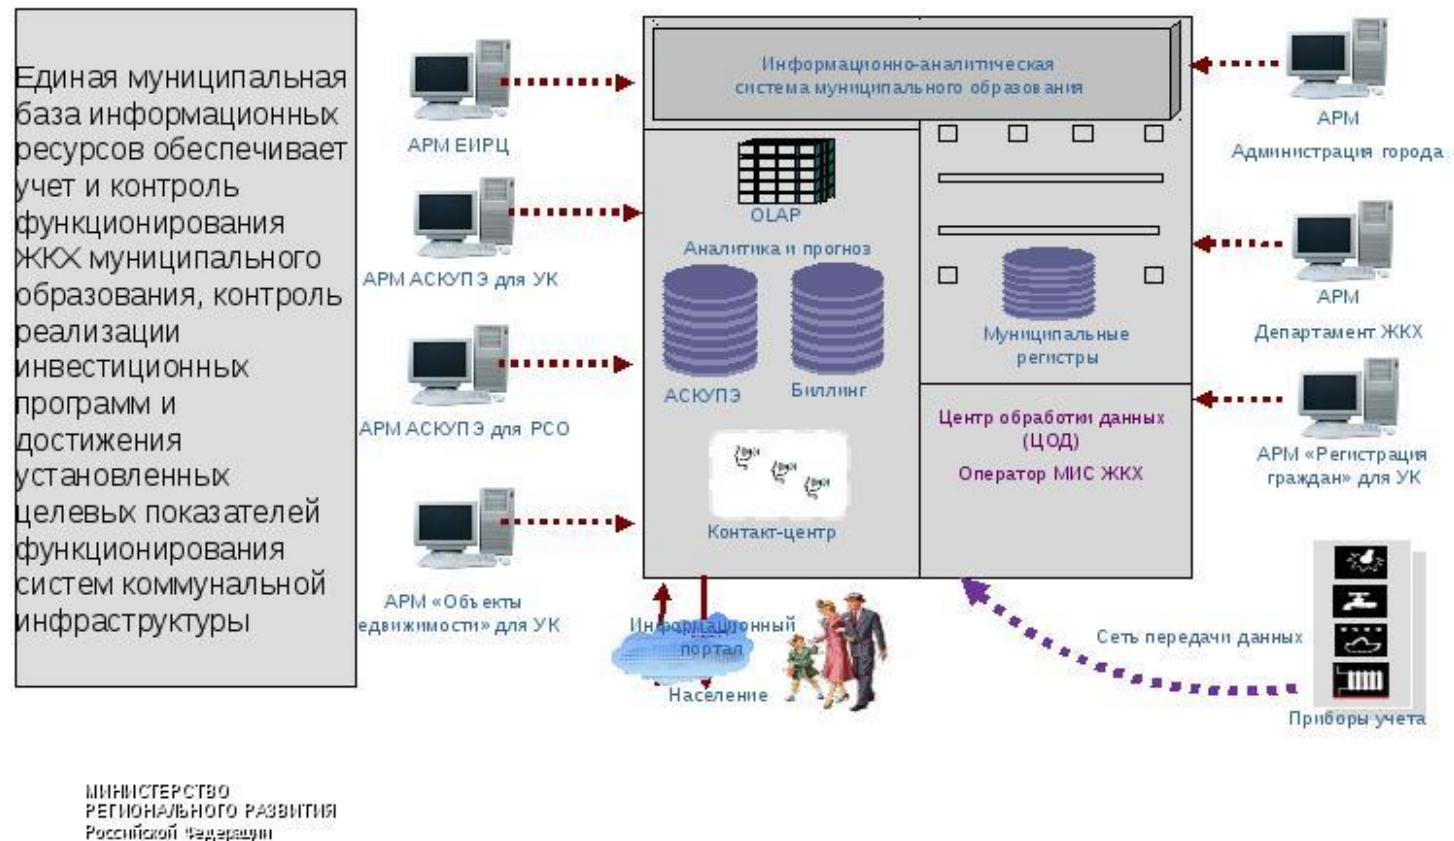 Единая муниципальная
база информационных
ресурсов обеспечивает
учет и контроль
функционирования
ЖКХ муниципального
образования, контроль
реализации
инвестиционных
программ и
достижения
установленных
целевых показателей
функционирования
систем коммунальной
инфраструктуры
АРМ ЕИРЦ
АРМ АСКУПЭ для УК
АРМ АСКУПЭ для РСО
АРМ «Объекты
едвижимости» для УК
Информационно-аналитическая
система муниципального образования
OLAP
Аналитика и прогноз
АСКУПЭ
Биллинг
Контакт-центр
Муниципальные
регистры
Центр обработки данных
(ЦОД)
Оператор МИС ЖКХ
Информационный
портал
Население
АРМ
Администрация города
АРМ
Департамент ЖКХ
АРМ «Регистрация
граждан» для УК
Сеть передачи данных
Приборы учета
МИНИСТЕРСТВО
РЕГИОНАЛЬНОГО РАЗВИТИЯ
Российской Федерации